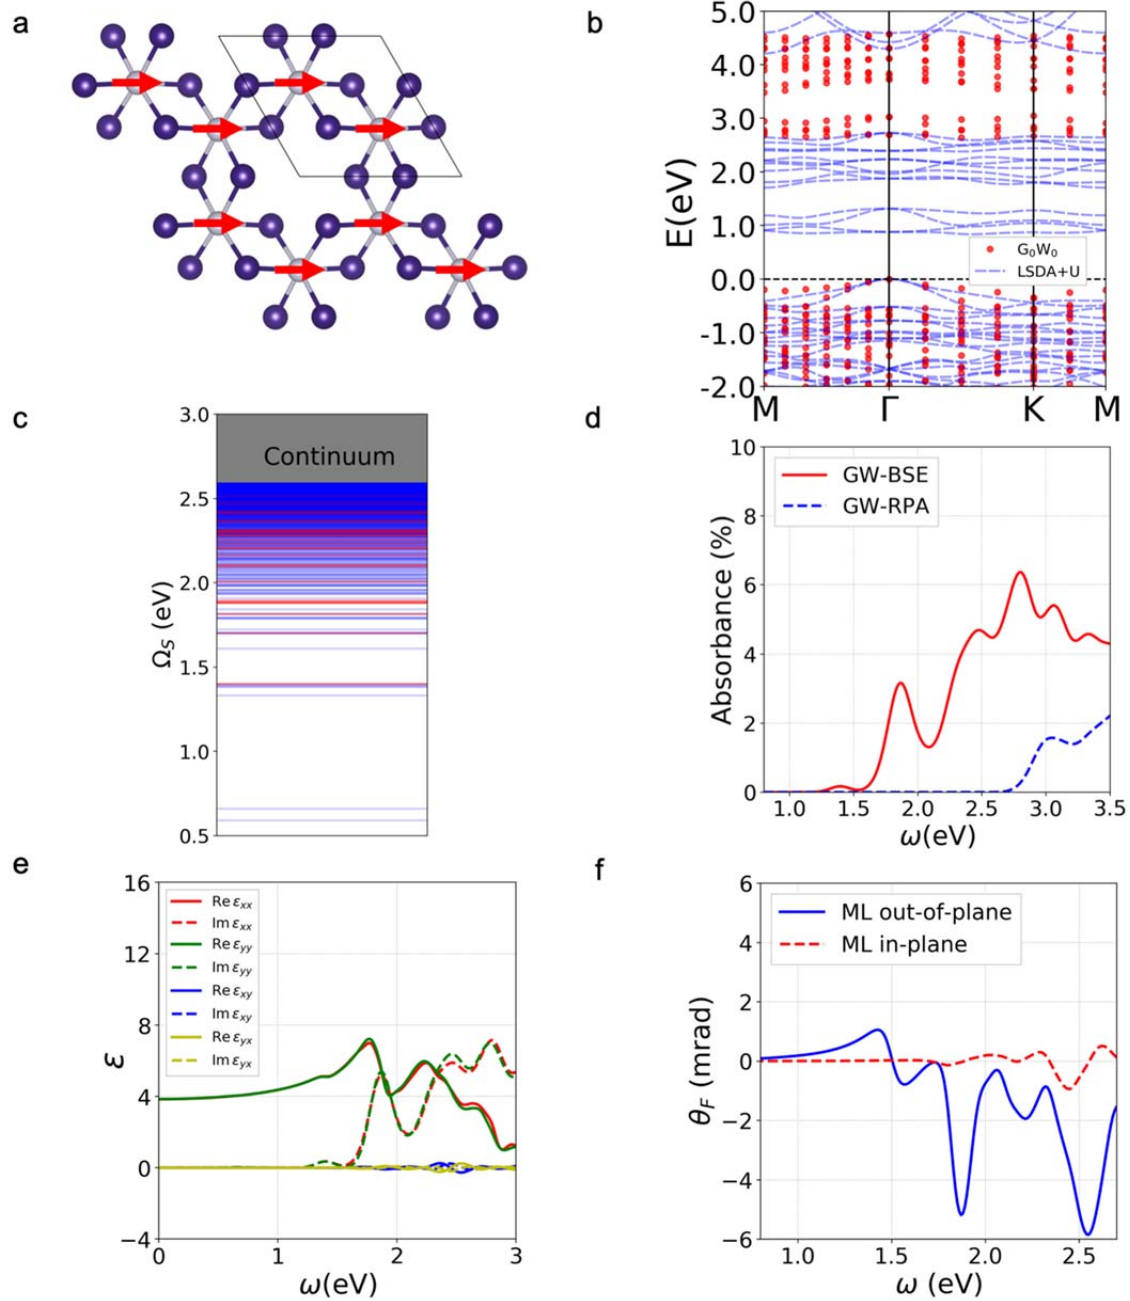 a
b
5.0
4.0
3.0
2.0
1.0
0.0
-1.0
-2.0
E(eV)
G₀W₀
LSDA+U
M
Γ
K
M
c
3.0
2.5
2.0
1.5
1.0
0.5
Ωₛ (eV)
Continuum
d
10
8
6
4
2
0
Absorbance (%)
GW-BSE
GW-RPA
1.0
1.5
2.0
2.5
3.0
3.5
ω(eV)
e
16
12
8
4
0
−4
ε
Re εₓₓ
Im εₓₓ
Re ε_yy
Im ε_yy
Re ε_xy
Im ε_xy
Re ε_yx
Im ε_yx
0
1
2
3
ω(eV)
f
6
4
2
0
−2
−4
−6
θ_F (mrad)
ML out-of-plane
ML in-plane
1.0
1.5
2.0
2.5
ω (eV)